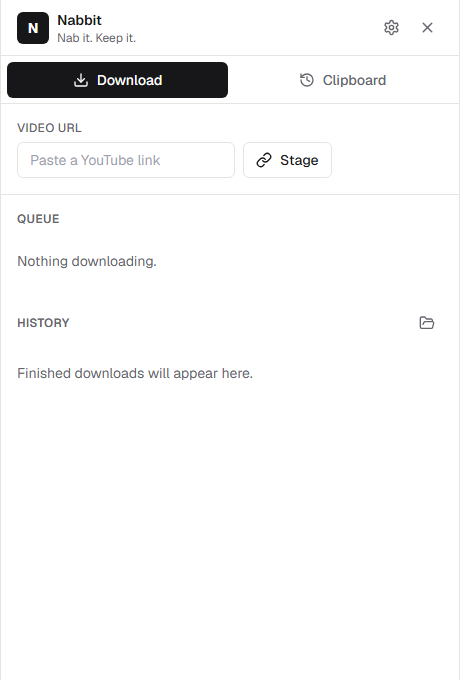 N
Nabbit
Nab it. Keep it.
Download
Clipboard
VIDEO URL
Paste a YouTube link
Stage
QUEUE
Nothing downloading.
HISTORY
Finished downloads will appear here.